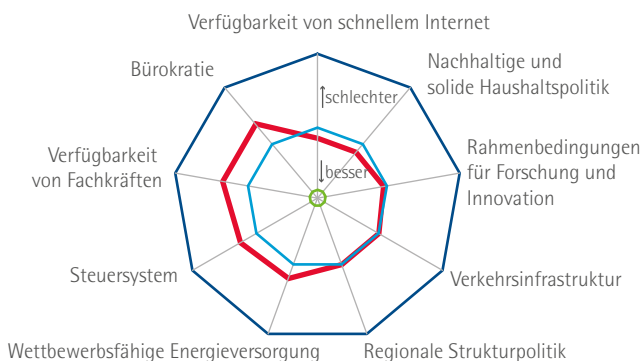 Verfügbarkeit von schnellem Internet
Bürokratie
Nachhaltige und
solide Haushaltspolitik
schlechter
Verfügbarkeit
von Fachkräften
Rahmenbedingungen
für Forschung und
Innovation
besser
Steuersystem
Verkehrsinfrastruktur
Wettbewerbsfähige Energieversorgung
Regionale Strukturpolitik